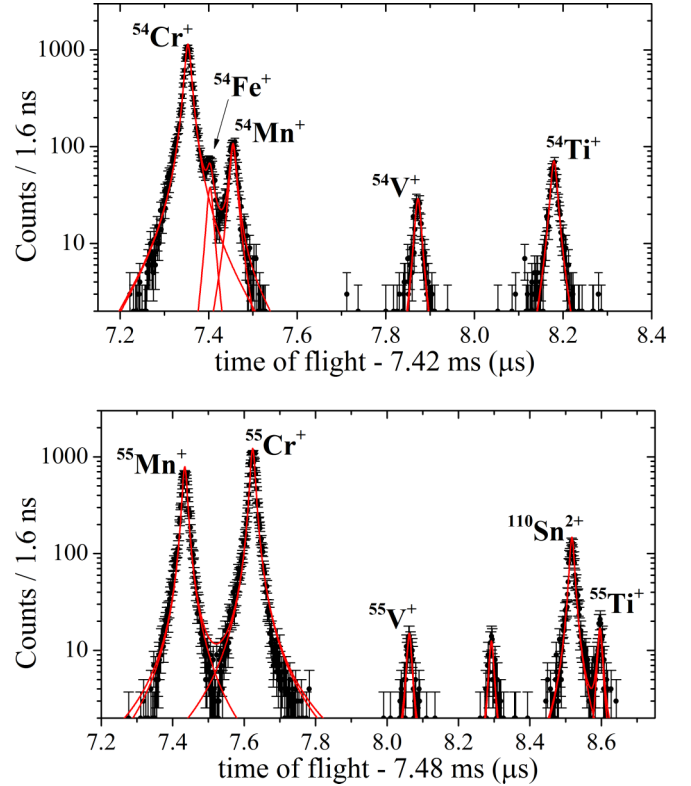 ⁵⁴Cr⁺
⁵⁴Fe⁺
⁵⁴Mn⁺
⁵⁴V⁺
⁵⁴Ti⁺
Counts / 1.6 ns
1000
100
10
7.2 7.4 7.6 7.8 8.0 8.2 8.4
time of flight - 7.42 ms (μs)
⁵⁵Mn⁺
⁵⁵Cr⁺
⁵⁵V⁺
¹¹⁰Sn²⁺
⁵⁵Ti⁺
Counts / 1.6 ns
1000
100
10
7.2 7.4 7.6 7.8 8.0 8.2 8.4 8.6
time of flight - 7.48 ms (μs)